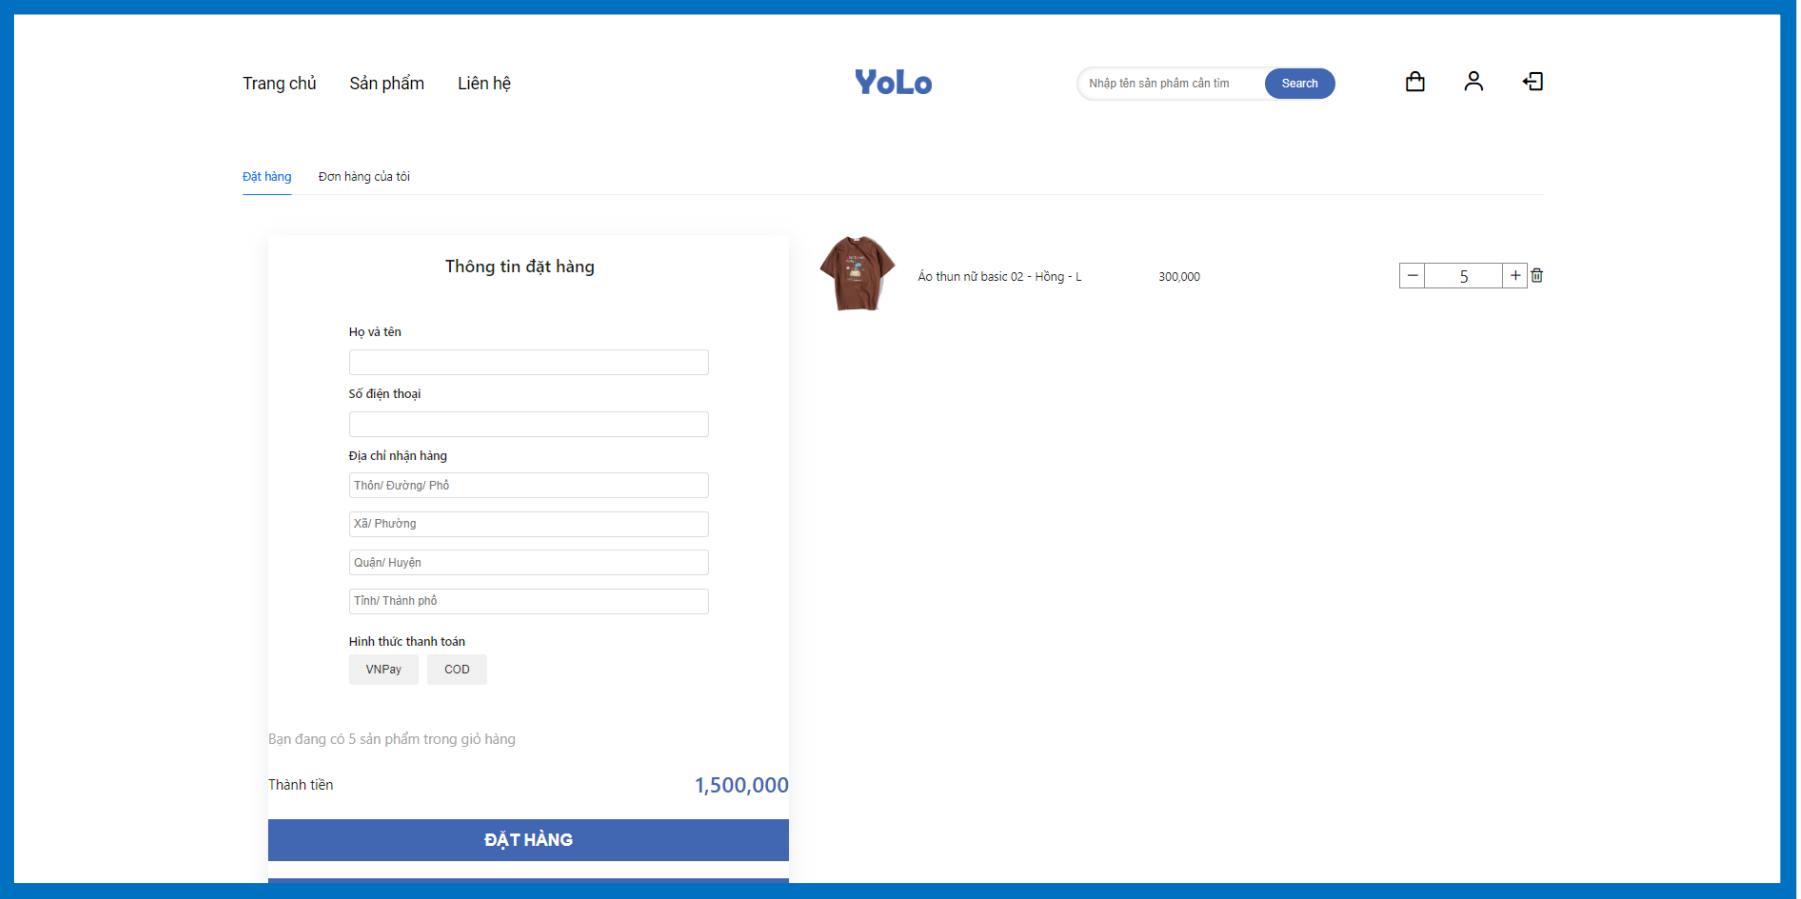 Trang chủ Sản phẩm Liên hệ YoLo Nhập tên sản phẩm cần tìm Search
Đặt hàng Đơn hàng của tôi
Thông tin đặt hàng
Áo thun nữ basic 02 - Hồng - L 300,000 − 5 +
Họ và tên
Số điện thoại
Địa chỉ nhận hàng
Thôn/ Đường/ Phố
Xã/ Phường
Quận/ Huyện
Tỉnh/ Thành phố
Hình thức thanh toán
VNPay COD
Bạn đang có 5 sản phẩm trong giỏ hàng
Thành tiền 1,500,000
ĐẶT HÀNG